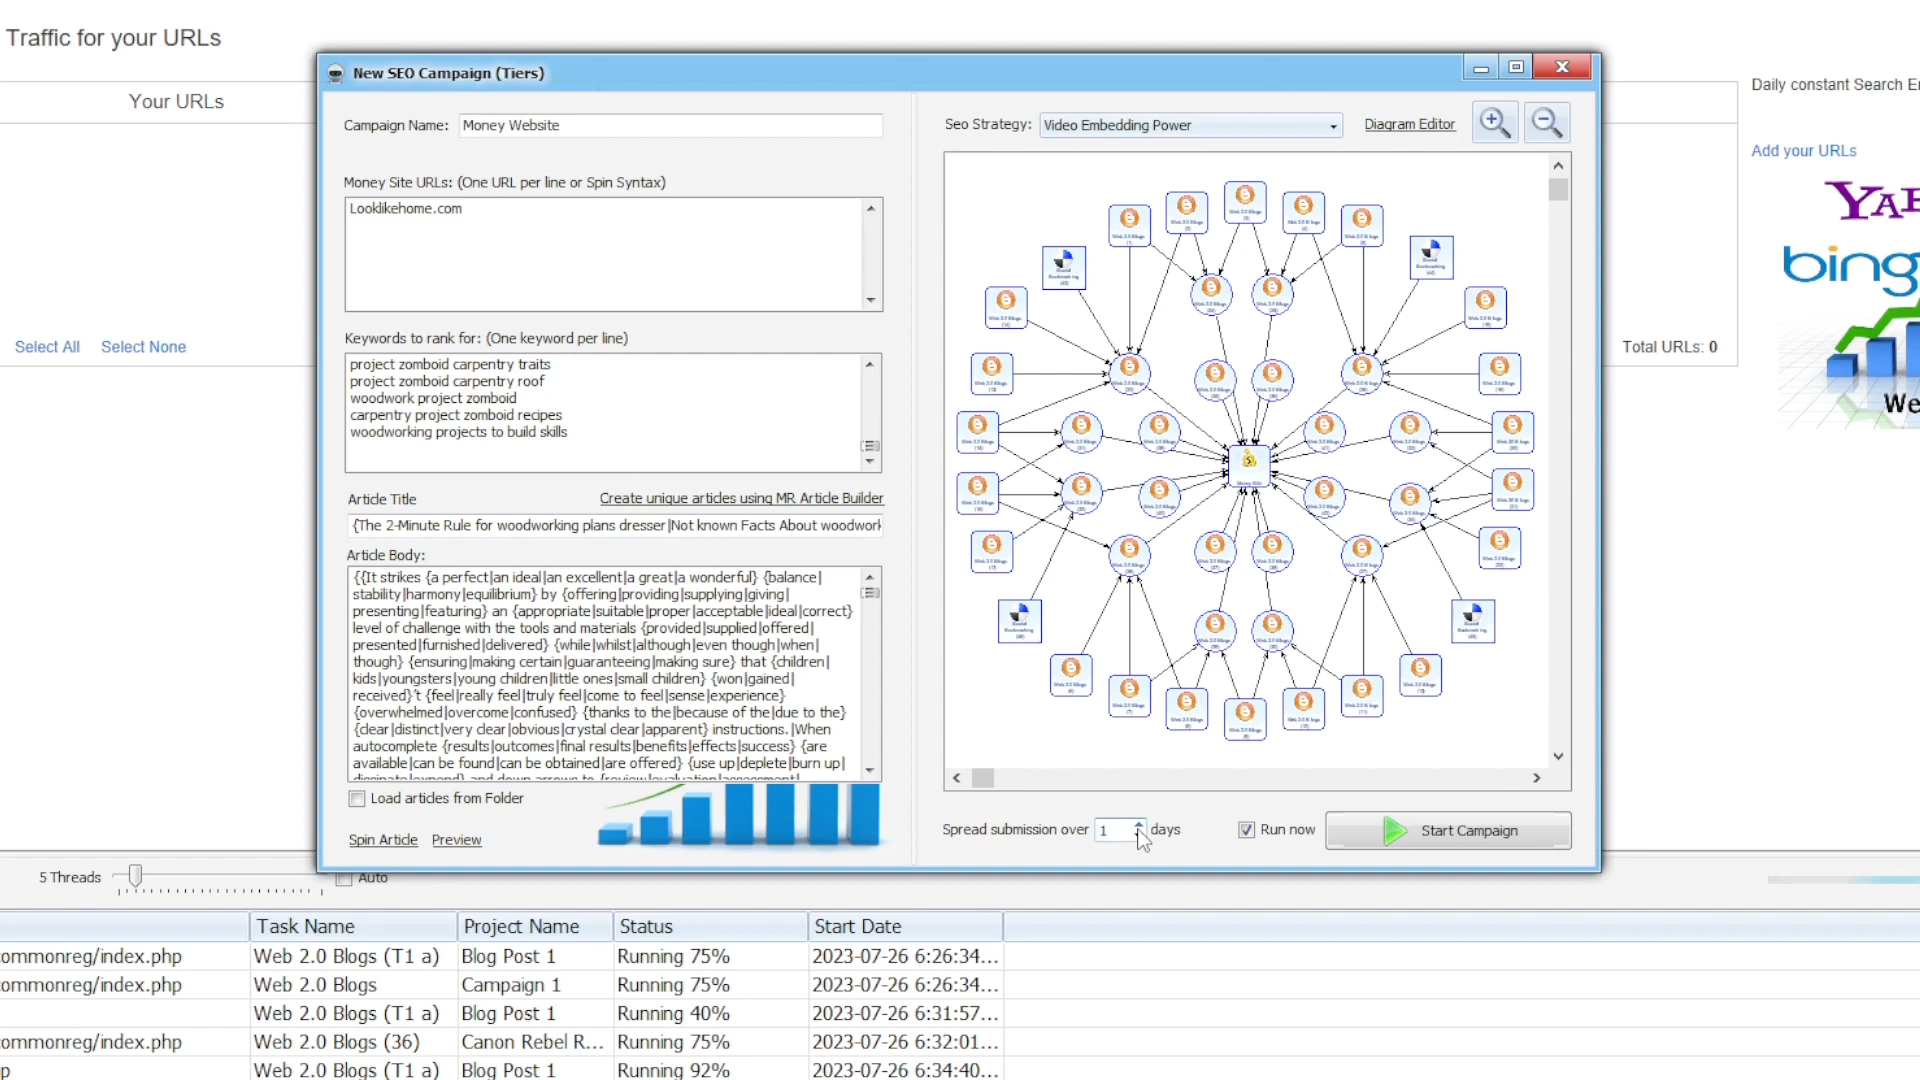 Traffic for your URLs
Your URLs
Select All Select None
New SEO Campaign (Tiers)
Campaign Name: Money Website
Money Site URLs: (One URL per line or Spin Syntax)
Looklikehome.com
Keywords to rank for: (One keyword per line)
project zomboid carpentry traits
project zomboid carpentry roof
woodwork project zomboid
carpentry project zomboid recipes
woodworking projects to build skills
Article Title Create unique articles using MR Article Builder
{The 2-Minute Rule for woodworking plans dresser|Not known Facts About woodwork
Article Body:
{{It strikes {a perfect|an ideal|an excellent|a great|a wonderful} {balance|
stability|harmony|equilibrium} by {offering|providing|supplying|giving|
presenting|featuring} an {appropriate|suitable|proper|acceptable|ideal|correct}
level of challenge with the tools and materials {provided|supplied|offered|
presented|furnished|delivered} {while|whilst|although|even though|when|
though} {ensuring|making certain|guaranteeing|making sure} that {children|
kids|youngsters|young children|little ones|small children} {won|gained|
received}'t {feel|really feel|truly feel|come to feel|sense|experience}
{overwhelmed|overcome|confused} {thanks to the|because of the|due to the}
{clear|distinct|very clear|obvious|crystal clear|apparent} instructions.|When
autocomplete {results|outcomes|final results|benefits|effects|success} {are
available|can be found|can be obtained|are offered} {use up|deplete|burn up|
dissipate|expend} and down arrows to {review|evaluation|assessment|
Load articles from Folder
Spin Article Preview
Seo Strategy: Video Embedding Power Diagram Editor
Spread submission over 1 days
Run now
Start Campaign
Daily constant Search
Add your URLs
YA
bing
We
Total URLs: 0
5 Threads
Auto
Task Name Project Name Status Start Date
ommonreg/index.php Web 2.0 Blogs (T1 a) Blog Post 1 Running 75% 2023-07-26 6:26:34...
ommonreg/index.php Web 2.0 Blogs Campaign 1 Running 75% 2023-07-26 6:26:34...
Web 2.0 Blogs (T1 a) Blog Post 1 Running 40% 2023-07-26 6:31:57...
ommonreg/index.php Web 2.0 Blogs (36) Canon Rebel R... Running 75% 2023-07-26 6:32:01...
p Web 2.0 Blogs (T1 a) Blog Post 1 Running 92% 2023-07-26 6:34:40...